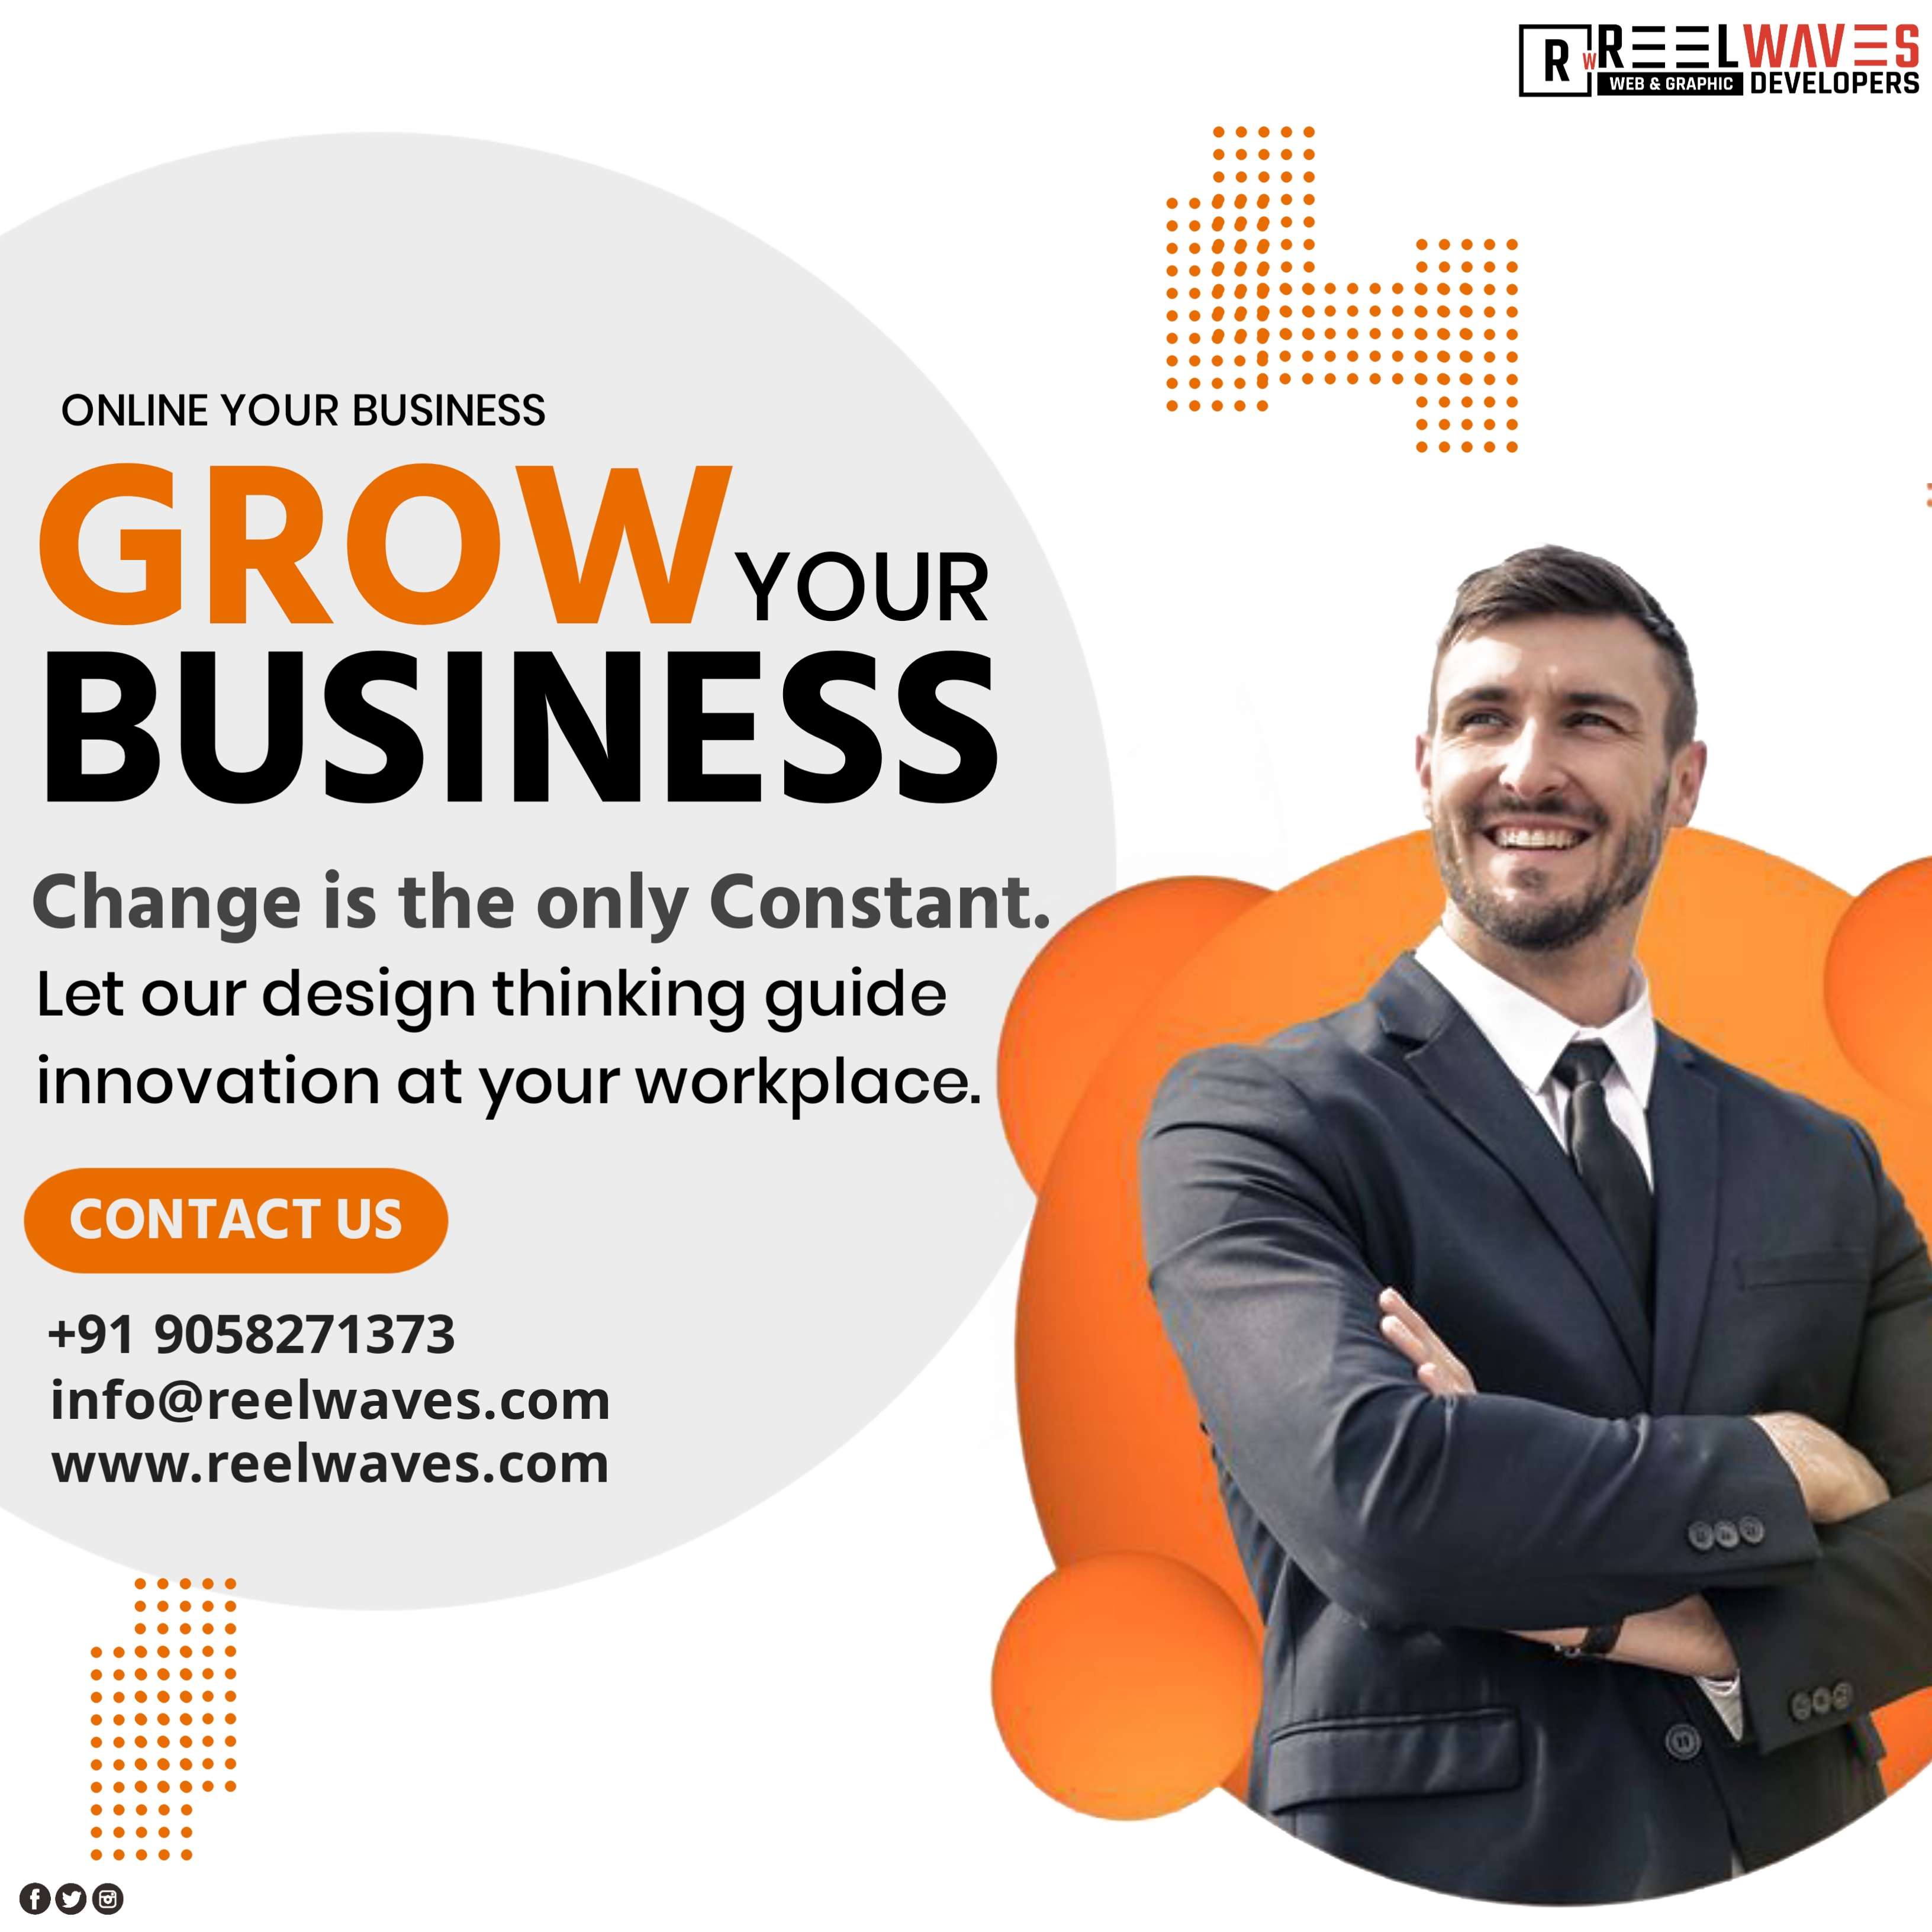 R W REELWAVES
WEB & GRAPHIC DEVELOPERS
ONLINE YOUR BUSINESS
GROW YOUR
BUSINESS
Change is the only Constant.
Let our design thinking guide
innovation at your workplace.
CONTACT US
+91 9058271373
info@reelwaves.com
www.reelwaves.com